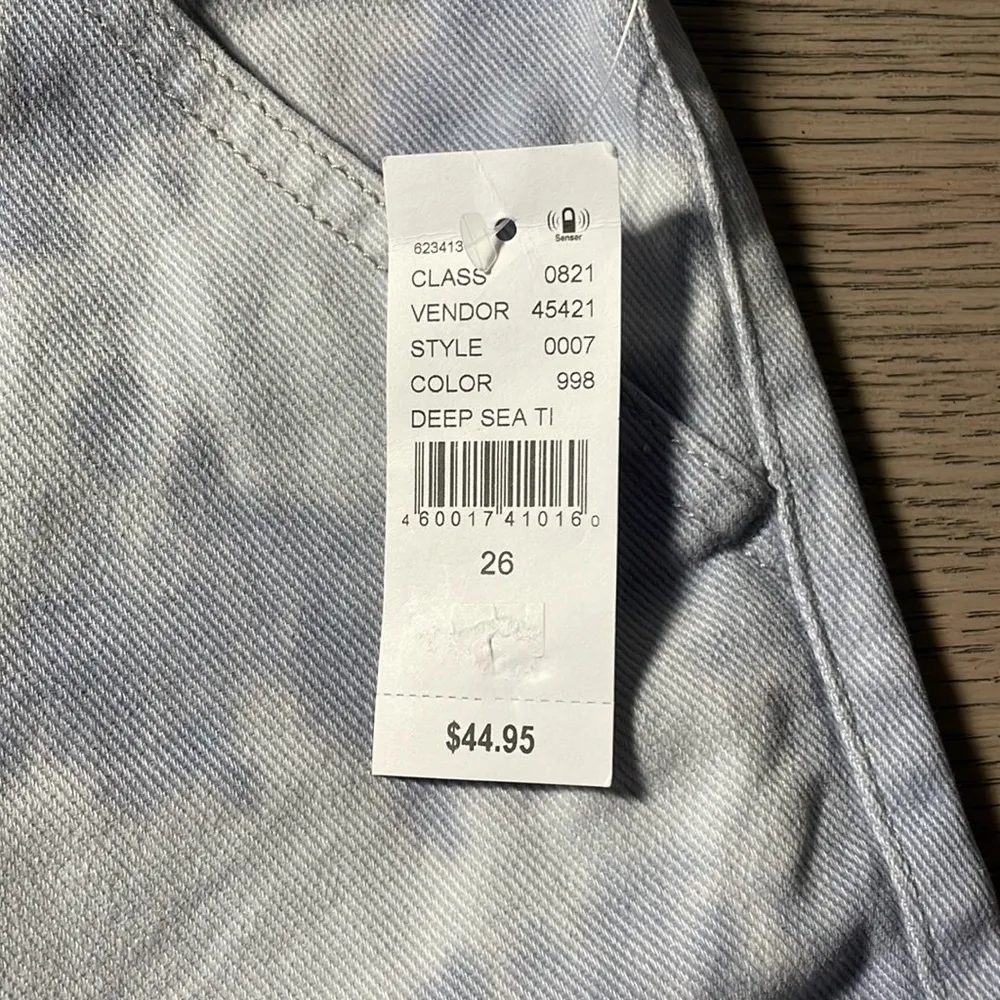 Senser
623413
CLASS 0821
VENDOR 45421
STYLE 0007
COLOR 998
DEEP SEA TI
4 60017 41016 0
26
$44.95